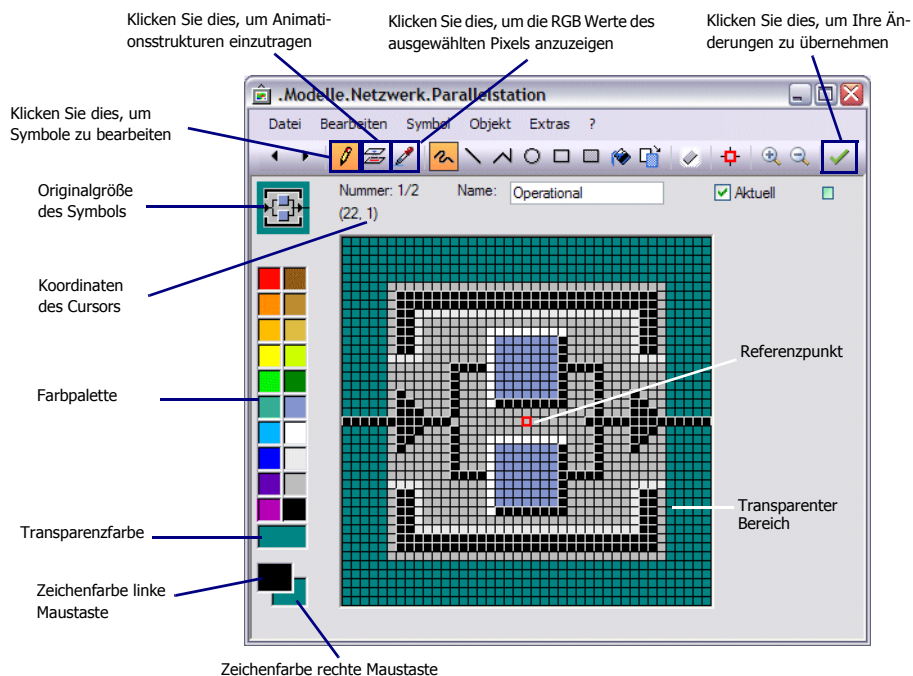 Klicken Sie dies, um Animati-
onsstrukturen einzutragen
Klicken Sie dies, um die RGB Werte des
ausgewählten Pixels anzuzeigen
Klicken Sie dies, um Ihre Än-
derungen zu übernehmen
Klicken Sie dies, um
Symbole zu bearbeiten
.Modelle.Netzwerk.Parallelstation
Datei Bearbeiten Symbol Objekt Extras ?
Originalgröße
des Symbols
Nummer: 1/2 Name: Operational Aktuell
(22, 1)
Koordinaten
des Cursors
Referenzpunkt
Farbpalette
Transparenter
Bereich
Transparenzfarbe
Zeichenfarbe linke
Maustaste
Zeichenfarbe rechte Maustaste